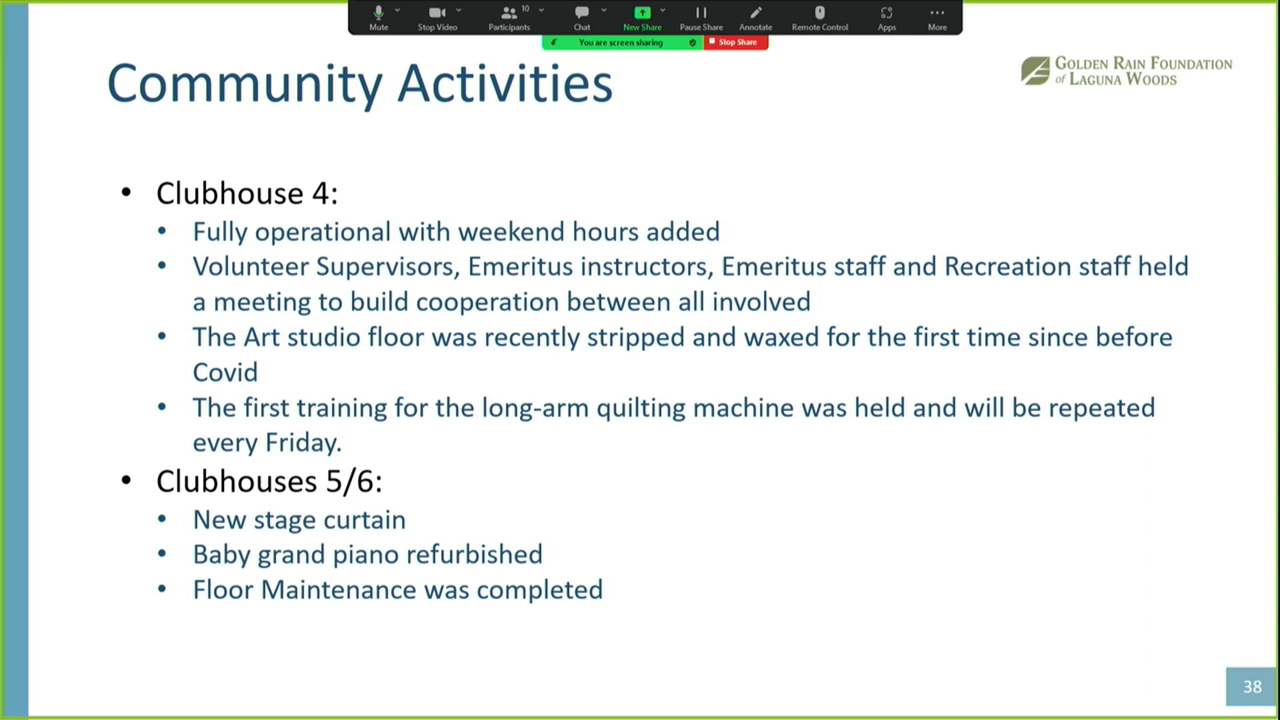 Mute
Stop Video
Participants
10
Chat
New Share
Pause Share
Annotate
Remote Control
Apps
More
You are screen sharing
Stop Share
Community Activities
GOLDEN RAIN FOUNDATION
of LAGUNA WOODS
• Clubhouse 4:
• Fully operational with weekend hours added
• Volunteer Supervisors, Emeritus instructors, Emeritus staff and Recreation staff held
a meeting to build cooperation between all involved
• The Art studio floor was recently stripped and waxed for the first time since before
Covid
• The first training for the long-arm quilting machine was held and will be repeated
every Friday.
• Clubhouses 5/6:
• New stage curtain
• Baby grand piano refurbished
• Floor Maintenance was completed
38